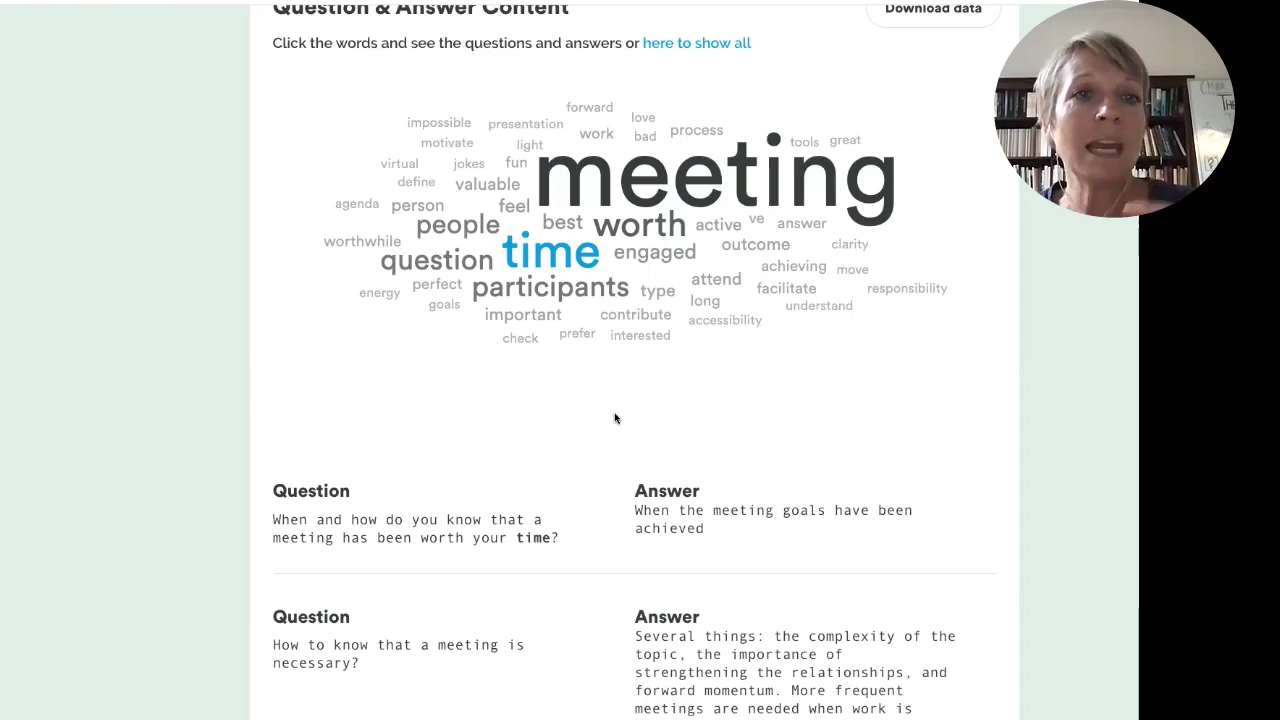 Question & Answer Content
Download data
Click the words and see the questions and answers or here to show all
forward
impossible presentation love
work bad process
motivate light tools great
virtual jokes fun meeting
define valuable
agenda person feel
people best worth active ve answer
worthwhile time engaged outcome clarity
question achieving move
energy perfect participants type attend facilitate responsibility
goals long understand
important contribute accessibility
check prefer interested
Question
Answer
When and how do you know that a
meeting has been worth your time?
When the meeting goals have been
achieved
Question
Answer
How to know that a meeting is
necessary?
Several things: the complexity of the
topic, the importance of
strengthening the relationships, and
forward momentum. More frequent
meetings are needed when work is